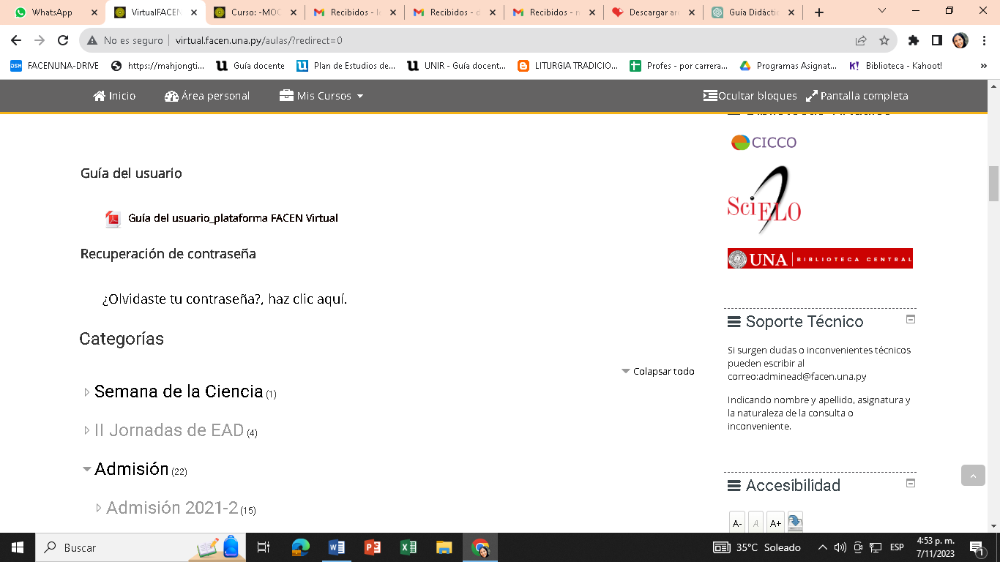 WhatsApp
VirtualFACEN
Curso: -MOC
Recibidos -
Recibidos - d
Recibidos -
Descargar
Guía Didáctic
No es seguro
virtual.facen.una.py/aulas/?redirect=0
FACENUNA-DRIVE
https://mahjongti...
Guía docente
Plan de Estudios de...
UNIR - Guía docent...
LITURGIA TRADICIO...
Profes - por carrera...
Programas Asignat...
K!
Biblioteca - Kahoot!
»
Inicio
Área personal
Mis Cursos
Ocultar bloques
Pantalla completa
Guía del usuario
Guía del usuario_plataforma FACEN Virtual
Recuperación de contraseña
¿Olvidaste tu contraseña?, haz clic aquí.
Categorías
Colapsar todo
Semana de la Ciencia (1)
II Jornadas de EAD (4)
Admisión (22)
Admisión 2021-2 (15)
CICCO
SciELO
UNA BIBLIOTECA CENTRAL
Soporte Técnico
Si surgen dudas o inconvenientes técnicos
pueden escribir al
correo:adminead@facen.una.py
Indicando nombre y apellido, asignatura y
la naturaleza de la consulta o
inconveniente.
Accesibilidad
A- A A+
Buscar
35°C Soleado
ESP
4:53 p. m.
7/11/2023
1